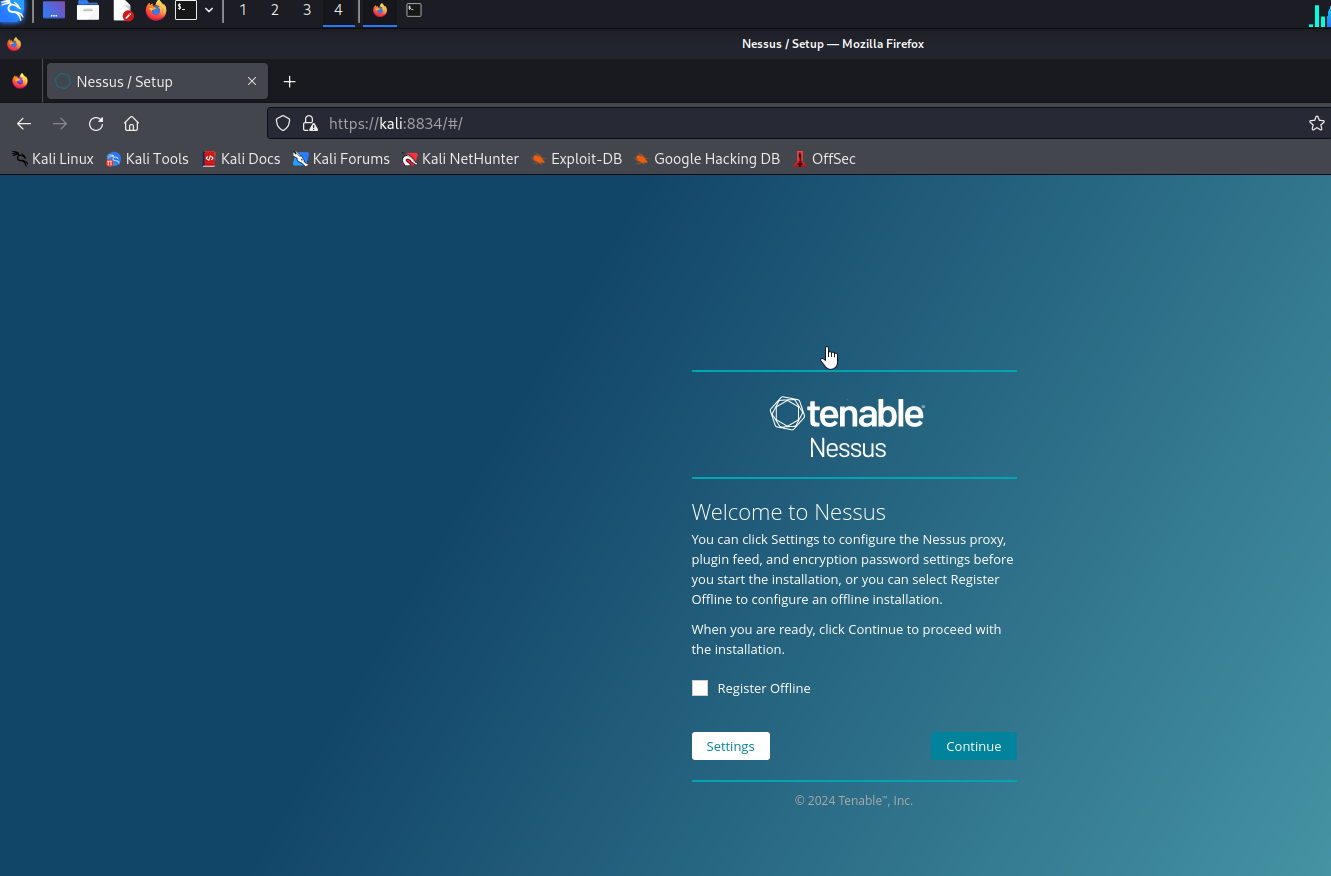 1 2 3 4
Nessus / Setup — Mozilla Firefox
Nessus / Setup
https://kali:8834/#/
Kali Linux Kali Tools Kali Docs Kali Forums Kali NetHunter Exploit-DB Google Hacking DB OffSec
tenable
Nessus
Welcome to Nessus
You can click Settings to configure the Nessus proxy,
plugin feed, and encryption password settings before
you start the installation, or you can select Register
Offline to configure an offline installation.
When you are ready, click Continue to proceed with
the installation.
Register Offline
Settings Continue
© 2024 Tenable™, Inc.